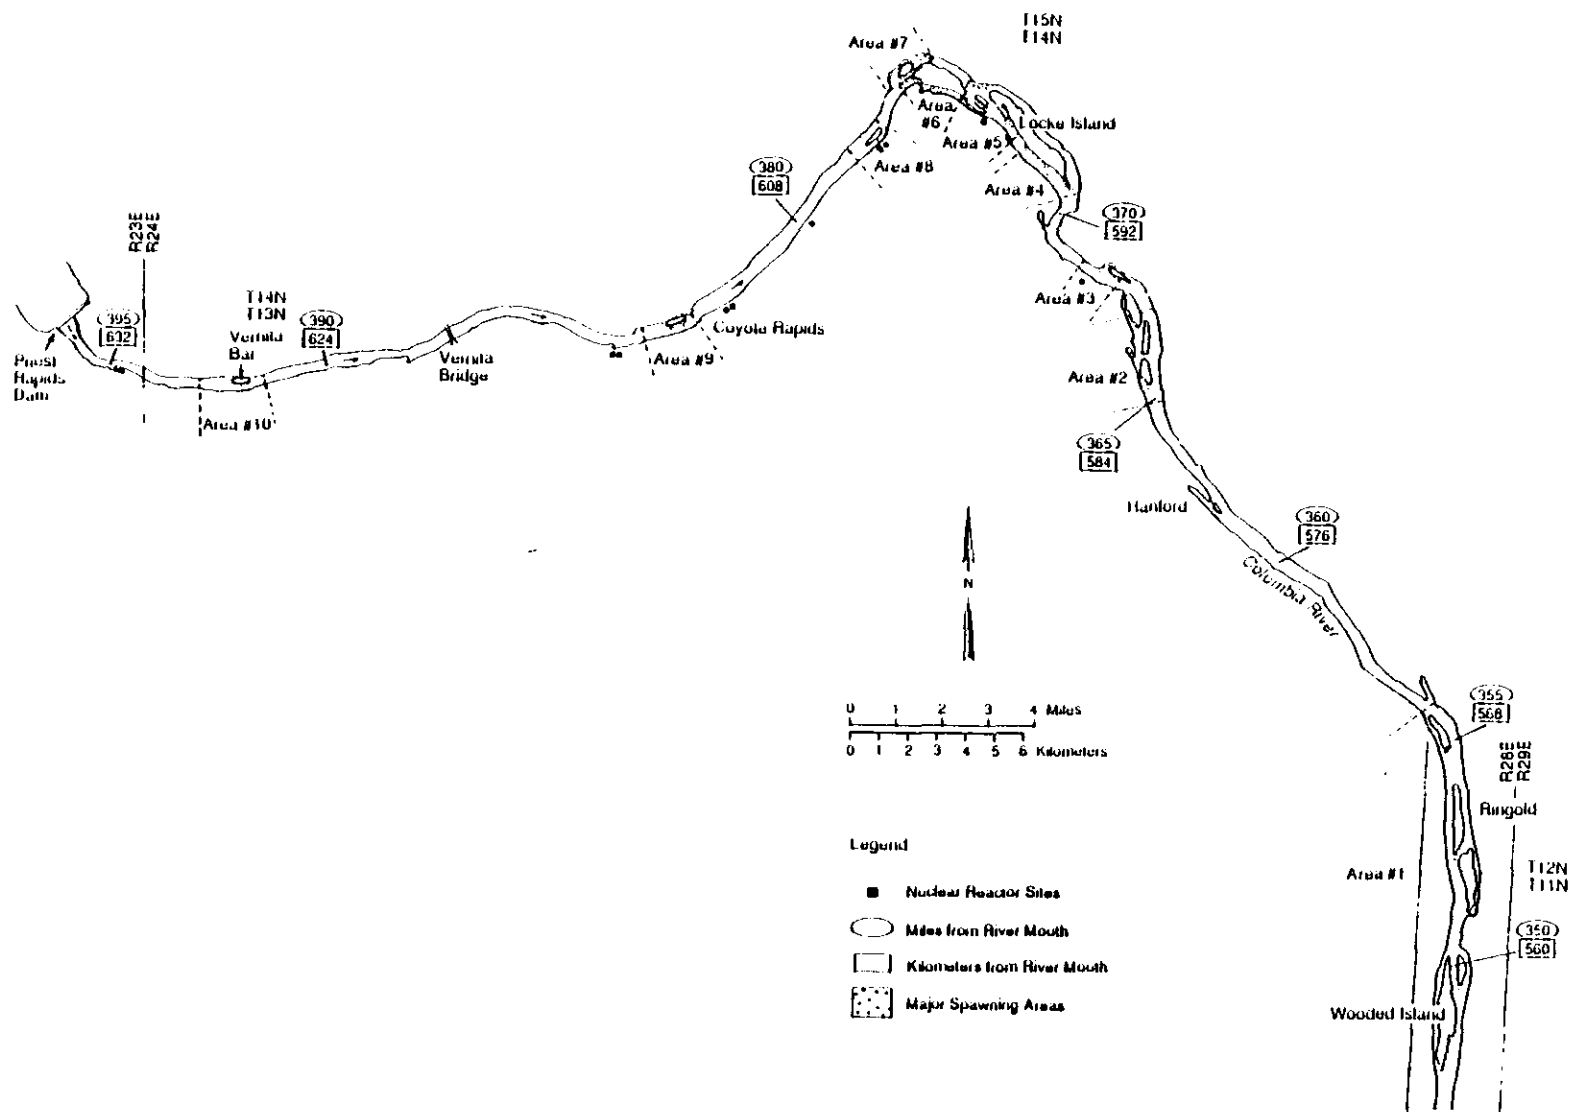 T15N
T14N
Area #7
Area
#6
Locke Island
Area #5
Area #8
Area #4
380
608
370
592
R23E
R24E
T14N
T13N
395
632
Vernita
Bar
390
624
Area #3
Coyote Rapids
Priest
Rapids
Dam
Vernita
Bridge
Area #9
Area #2
Area #10
365
584
Hanford
360
576
N
Columbia River
0 1 2 3 4 Miles
0 1 2 3 4 5 6 Kilometers
355
568
R28E
R29E
Ringold
Legend
Area #1
T12N
T11N
Nuclear Reactor Sites
Miles from River Mouth
350
560
Kilometers from River Mouth
Major Spawning Areas
Wooded Island